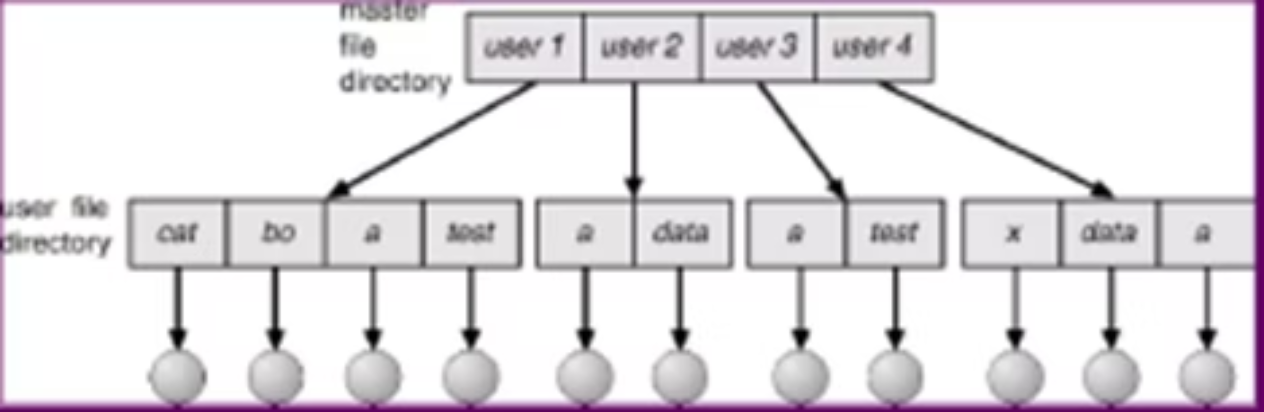 master
file
directory
user 1 user 2 user 3 user 4
user file
directory
cat bo a test a data a test x data a